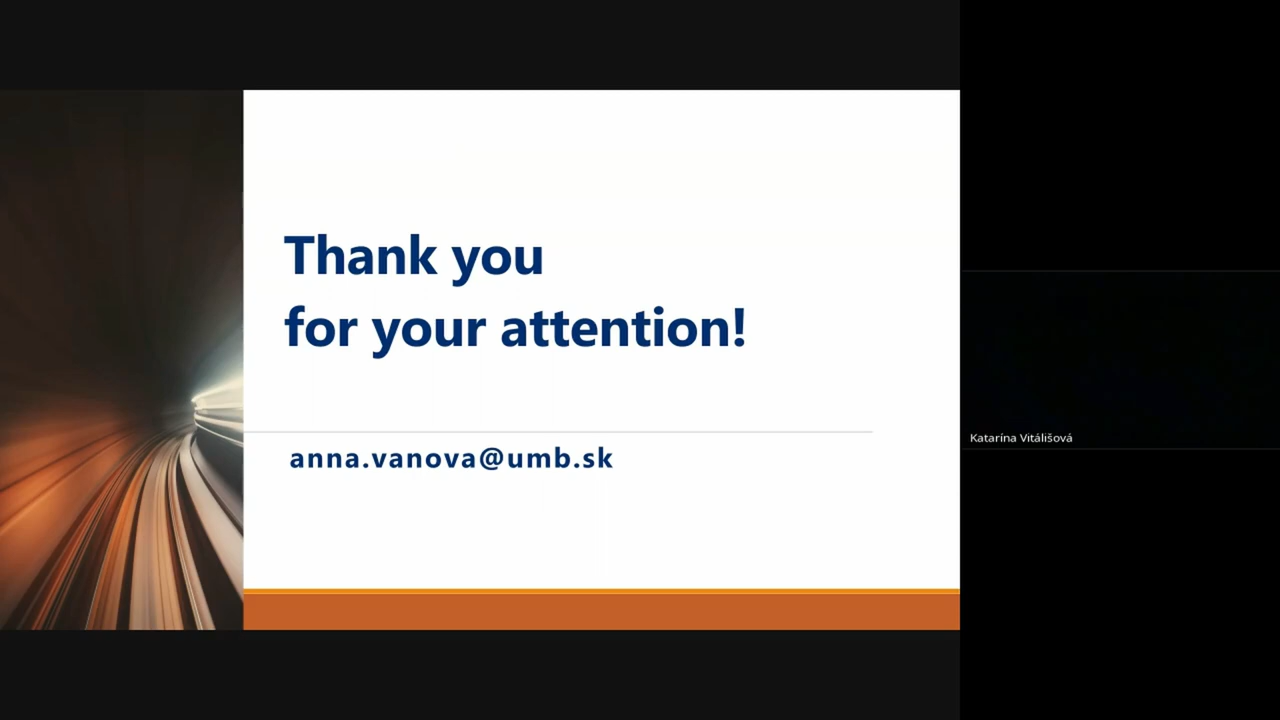 Thank you
for your attention!
anna.vanova@umb.sk
Katarína Vitálišová